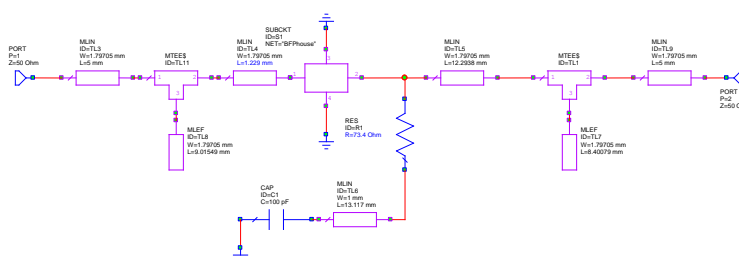 PORT
P=1
Z=50 Ohm
MLIN
ID=TL3
W=1.79705 mm
L=5 mm
MTEE$
ID=TL11
1
2
3
MLEF
ID=TL8
W=1.79705 mm
L=9.01549 mm
MLIN
ID=TL4
W=1.79705 mm
L=1.229 mm
SUBCKT
ID=S1
NET="BFPhouse"
1
2
3
4
RES
ID=R1
R=73.4 Ohm
CAP
ID=C1
C=100 pF
MLIN
ID=TL6
W=1 mm
L=13.117 mm
MLIN
ID=TL5
W=1.79705 mm
L=12.2938 mm
MTEE$
ID=TL1
1
2
3
MLEF
ID=TL7
W=1.79705 mm
L=8.40079 mm
MLIN
ID=TL9
W=1.79705 mm
L=5 mm
PORT
P=2
Z=50